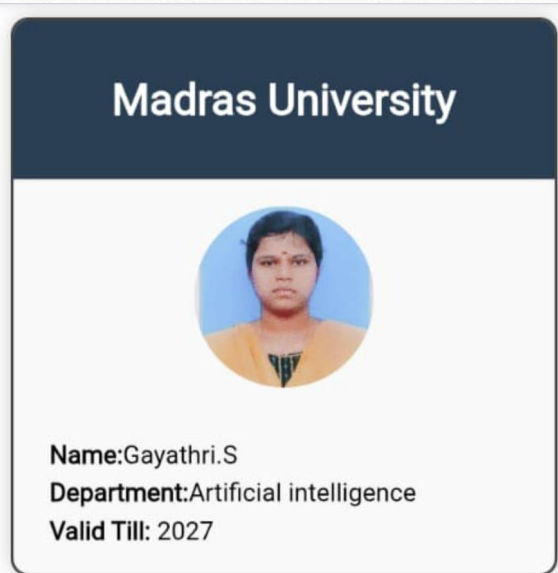 Madras University
Name:Gayathri.S
Department:Artificial intelligence
Valid Till: 2027